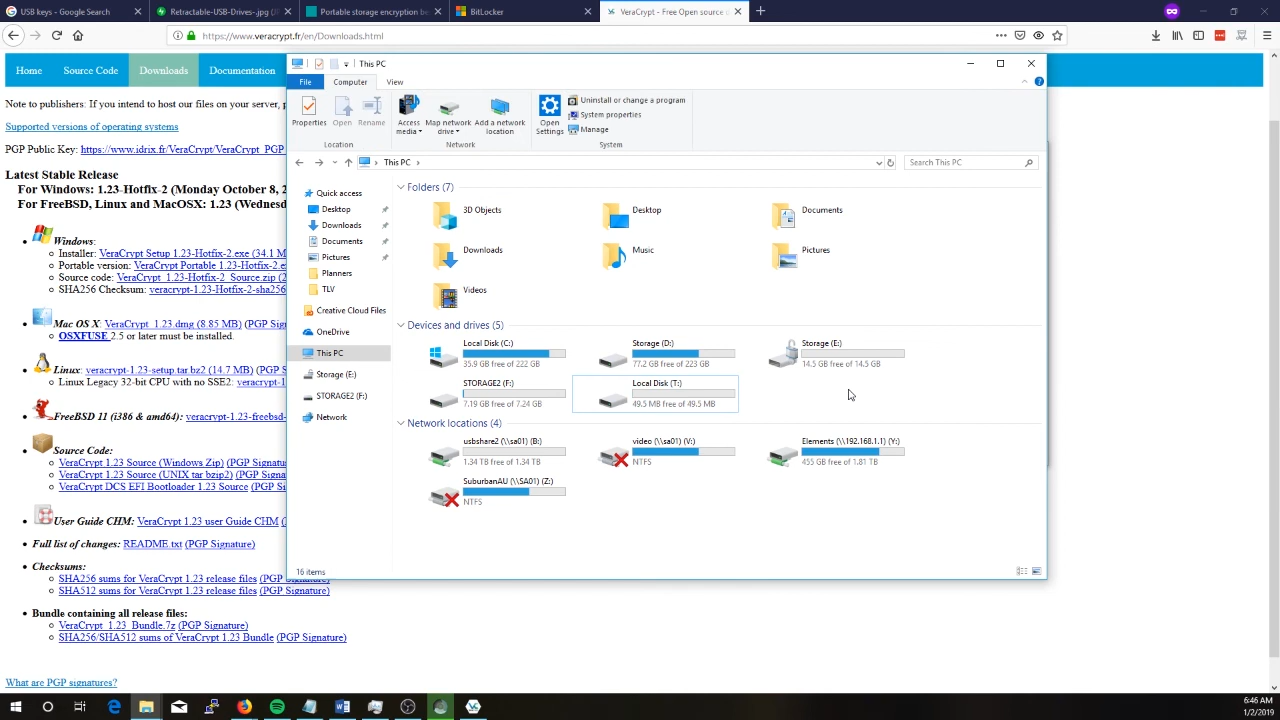 USB keys - Google Search
Retractable-USB-Drives-.jpg (JP
Portable storage encryption be
BitLocker
VeraCrypt - Free Open source d
https://www.veracrypt.fr/en/Downloads.html
Home
Source Code
Downloads
Documentation
Note to publishers: If you intend to host our files on your server, p
Supported versions of operating systems
PGP Public Key: https://www.idrix.fr/VeraCrypt/VeraCrypt_PGP
Latest Stable Release
For Windows: 1.23-Hotfix-2 (Monday October 8, 2
For FreeBSD, Linux and MacOSX: 1.23 (Wednesd
Windows:
Installer: VeraCrypt Setup 1.23-Hotfix-2.exe (34.1 M
Portable version: VeraCrypt Portable 1.23-Hotfix-2.e
Source code: VeraCrypt_1.23-Hotfix-2_Source.zip (2
SHA256 Checksum: veracrypt-1.23-Hotfix-2-sha256
Mac OS X: VeraCrypt_1.23.dmg (8.85 MB) (PGP Sign
OSXFUSE 2.5 or later must be installed.
Linux: veracrypt-1.23-setup.tar.bz2 (14.7 MB) (PGP S
Linux Legacy 32-bit CPU with no SSE2: veracrypt-1
FreeBSD 11 (i386 & amd64): veracrypt-1.23-freebsd-
Source Code:
VeraCrypt 1.23 Source (Windows Zip) (PGP Signatu
VeraCrypt 1.23 Source (UNIX tar bzip2) (PGP Signa
VeraCrypt DCS EFI Bootloader 1.23 Source (PGP Si
User Guide CHM: VeraCrypt 1.23 user Guide CHM (
Full list of changes: README.txt (PGP Signature)
Checksums:
SHA256 sums for VeraCrypt 1.23 release files (PGP Signature)
SHA512 sums for VeraCrypt 1.23 release files (PGP Signature)
Bundle containing all release files:
VeraCrypt_1.23_Bundle.7z (PGP Signature)
SHA256/SHA512 sums of VeraCrypt 1.23 Bundle (PGP Signature)
What are PGP signatures?
This PC
File
Computer
View
Properties
Open
Rename
Access media
Map network drive
Add a network location
Open Settings
Uninstall or change a program
System properties
Manage
Location
Network
System
This PC
Search This PC
Quick access
Desktop
Downloads
Documents
Pictures
Planners
TLV
Creative Cloud Files
OneDrive
This PC
Storage (E:)
STORAGE2 (F:)
Network
Folders (7)
3D Objects
Desktop
Documents
Downloads
Music
Pictures
Videos
Devices and drives (5)
Local Disk (C:)
35.9 GB free of 222 GB
Storage (D:)
77.2 GB free of 223 GB
Storage (E:)
14.5 GB free of 14.5 GB
STORAGE2 (F:)
7.19 GB free of 7.24 GB
Local Disk (T:)
49.5 MB free of 49.5 MB
Network locations (4)
usbshare2 (\\sa01) (B:)
1.34 TB free of 1.34 TB
video (\\sa01) (V:)
NTFS
Elements (\\192.168.1.1) (Y:)
455 GB free of 1.81 TB
SuburbanAU (\\SA01) (Z:)
NTFS
16 items
6:46 AM
1/2/2019